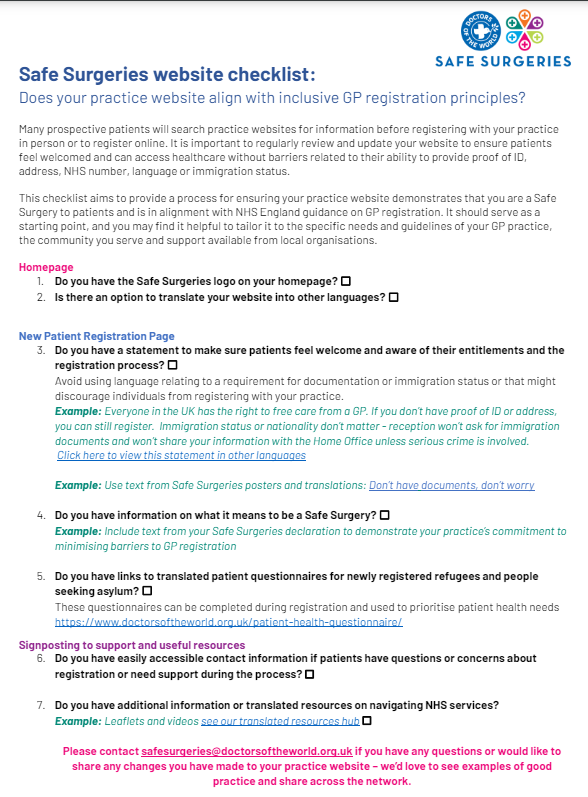 DOCTORS OF THE WORLD
SAFE SURGERIES
Safe Surgeries website checklist:
Does your practice website align with inclusive GP registration principles?
Many prospective patients will search practice websites for information before registering with your practice
in person or to register online. It is important to regularly review and update your website to ensure patients
feel welcomed and can access healthcare without barriers related to their ability to provide proof of ID,
address, NHS number, language or immigration status.
This checklist aims to provide a process for ensuring your practice website demonstrates that you are a Safe
Surgery to patients and is in alignment with NHS England guidance on GP registration. It should serve as a
starting point, and you may find it helpful to tailor it to the specific needs and guidelines of your GP practice,
the community you serve and support available from local organisations.
Homepage
1. Do you have the Safe Surgeries logo on your homepage? ☐
2. Is there an option to translate your website into other languages? ☐
New Patient Registration Page
3. Do you have a statement to make sure patients feel welcome and aware of their entitlements and the
registration process? ☐
Avoid using language relating to a requirement for documentation or immigration status or that might
discourage individuals from registering with your practice.
Example: Everyone in the UK has the right to free care from a GP. If you don't have proof of ID or address,
you can still register. Immigration status or nationality don't matter - reception won't ask for immigration
documents and won't share your information with the Home Office unless serious crime is involved.
Click here to view this statement in other languages
Example: Use text from Safe Surgeries posters and translations: Don't have documents, don't worry
4. Do you have information on what it means to be a Safe Surgery? ☐
Example: Include text from your Safe Surgeries declaration to demonstrate your practice's commitment to
minimising barriers to GP registration
5. Do you have links to translated patient questionnaires for newly registered refugees and people
seeking asylum? ☐
These questionnaires can be completed during registration and used to prioritise patient health needs
https://www.doctorsoftheworld.org.uk/patient-health-questionnaire/
Signposting to support and useful resources
6. Do you have easily accessible contact information if patients have questions or concerns about
registration or need support during the process? ☐
7. Do you have additional information or translated resources on navigating NHS services?
Example: Leaflets and videos see our translated resources hub ☐
Please contact safesurgeries@doctorsoftheworld.org.uk if you have any questions or would like to
share any changes you have made to your practice website – we'd love to see examples of good
practice and share across the network.